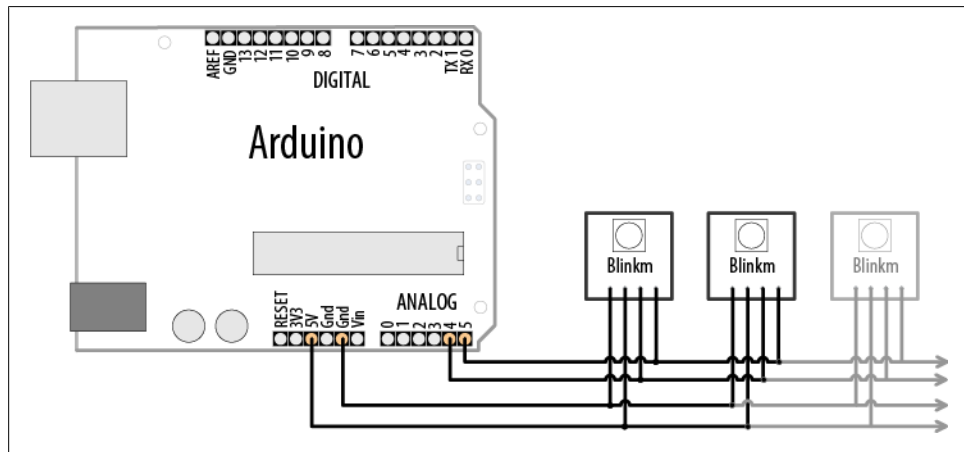 AREF
GND
13
12
11
10
9
8
7
6
5
4
3
2
TX 1
RX 0
DIGITAL
Arduino
Blinkm
Blinkm
Blinkm
ANALOG
RESET
3V3
5V
Gnd
Gnd
Vin
0
1
2
3
4
5